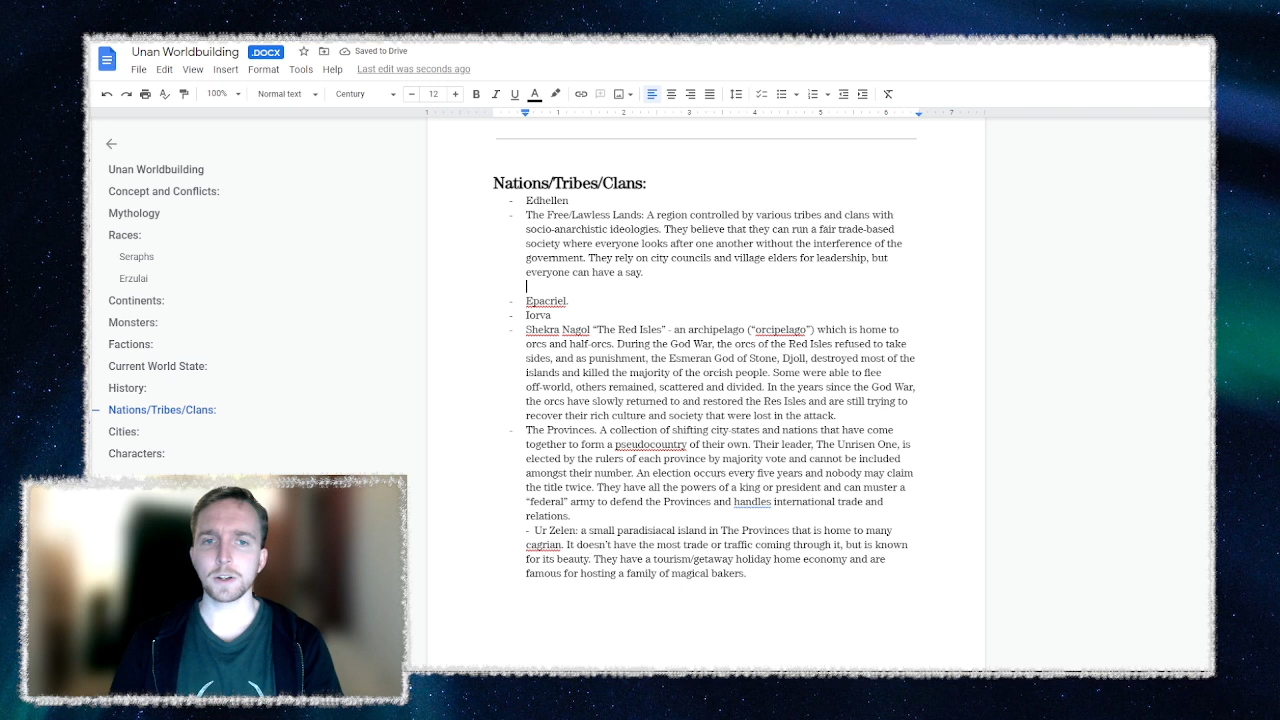 Unan Worldbuilding .DOCX Saved to Drive
File Edit View Insert Format Tools Help Last edit was seconds ago
100% Normal text Century 12 B I U A
1 1 2 3 4 5 6 7
Unan Worldbuilding
Concept and Conflicts:
Mythology
Races:
Seraphs
Erzulai
Continents:
Monsters:
Factions:
Current World State:
History:
Nations/Tribes/Clans:
Cities:
Characters:
Nations/Tribes/Clans:
- Edhellen
- The Free/Lawless Lands: A region controlled by various tribes and clans with
socio-anarchistic ideologies. They believe that they can run a fair trade-based
society where everyone looks after one another without the interference of the
government. They rely on city councils and village elders for leadership, but
everyone can have a say.
- Epacriel.
- Iorva
- Shekra Nagol “The Red Isles” - an archipelago (“orcipelago”) which is home to
orcs and half-orcs. During the God War, the orcs of the Red Isles refused to take
sides, and as punishment, the Esmeran God of Stone, Djoll, destroyed most of the
islands and killed the majority of the orcish people. Some were able to flee
off-world, others remained, scattered and divided. In the years since the God War,
the orcs have slowly returned to and restored the Res Isles and are still trying to
recover their rich culture and society that were lost in the attack.
- The Provinces. A collection of shifting city-states and nations that have come
together to form a pseudocountry of their own. Their leader, The Unrisen One, is
elected by the rulers of each province by majority vote and cannot be included
amongst their number. An election occurs every five years and nobody may claim
the title twice. They have all the powers of a king or president and can muster a
“federal” army to defend the Provinces and handles international trade and
relations.
- Ur Zelen: a small paradisiacal island in The Provinces that is home to many
cagrian. It doesn’t have the most trade or traffic coming through it, but is known
for its beauty. They have a tourism/getaway holiday home economy and are
famous for hosting a family of magical bakers.